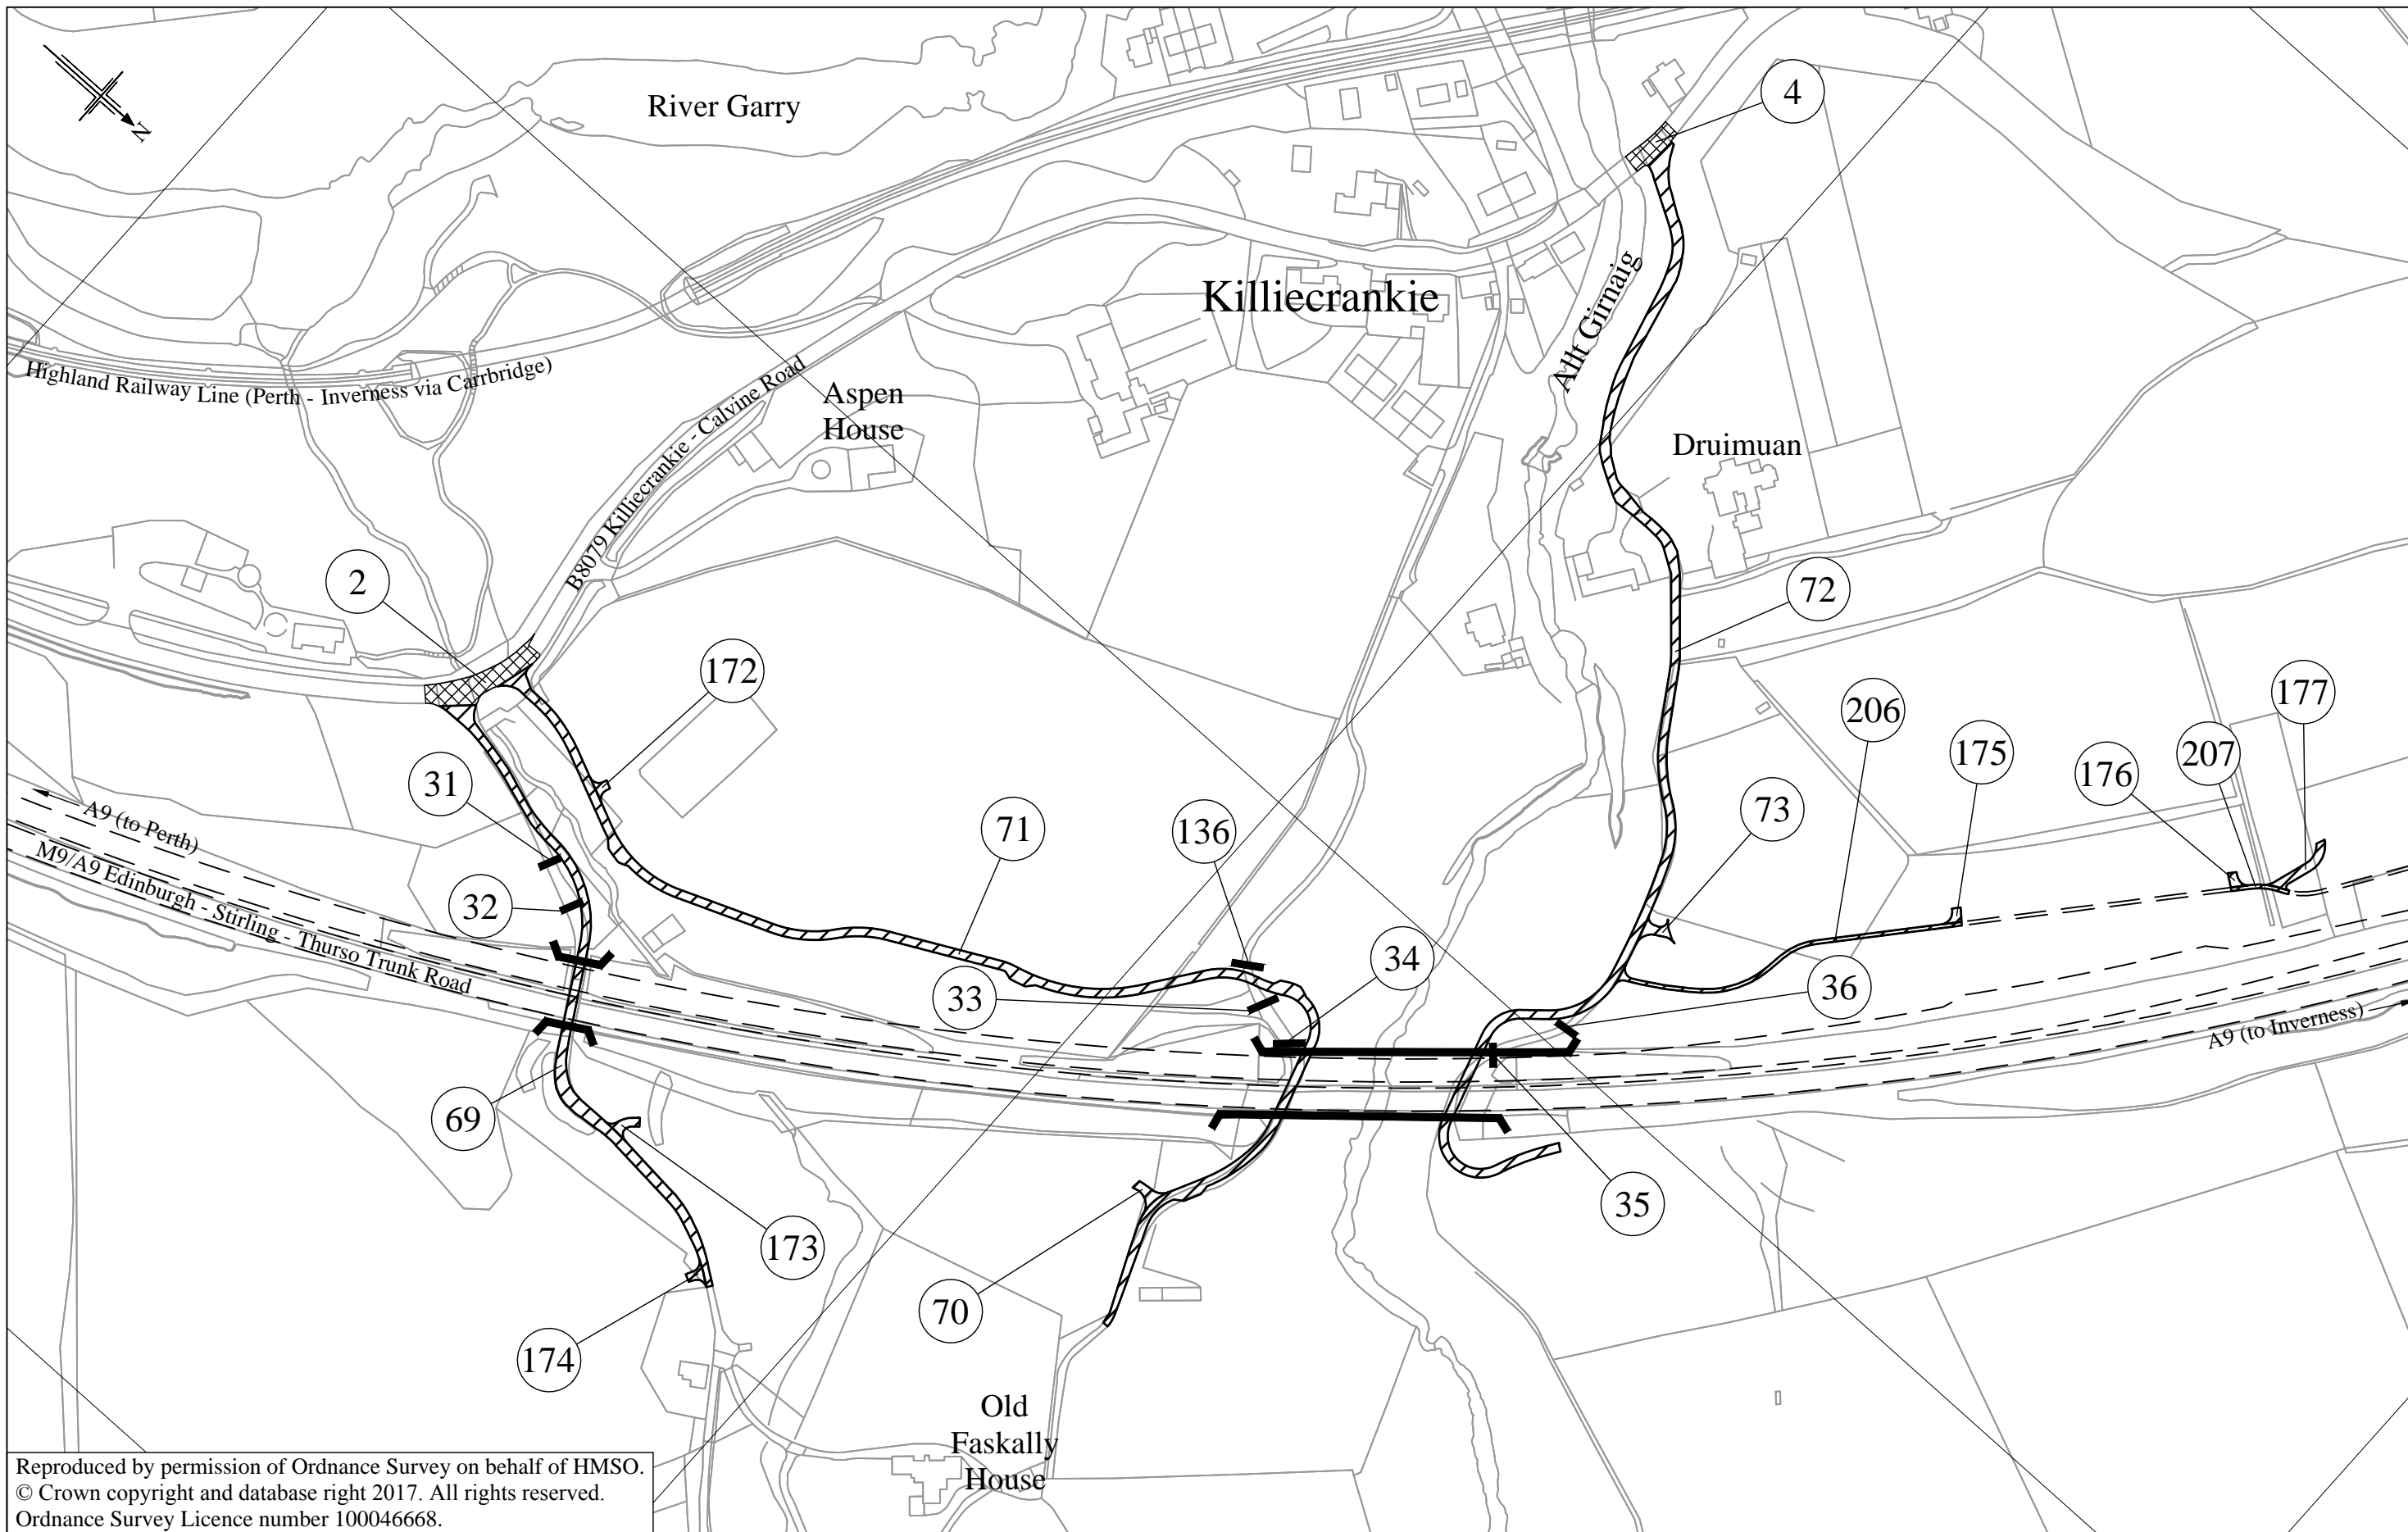 River Garry
4
N
Killiecrankie
Allt Girnaig
Highland Railway Line (Perth - Inverness via Carrbridge)
B8079 Killiecrankie - Calvine Road
Aspen
House
Druimuan
2
72
172
206
175
176
207
177
31
A9 (to Perth)
M9/A9 Edinburgh - Stirling - Thurso Trunk Road
71
136
73
32
33
34
36
A9 (to Inverness)
69
35
173
70
174
Old
Faskally
House
Reproduced by permission of Ordnance Survey on behalf of HMSO.
© Crown copyright and database right 2017. All rights reserved.
Ordnance Survey Licence number 100046668.